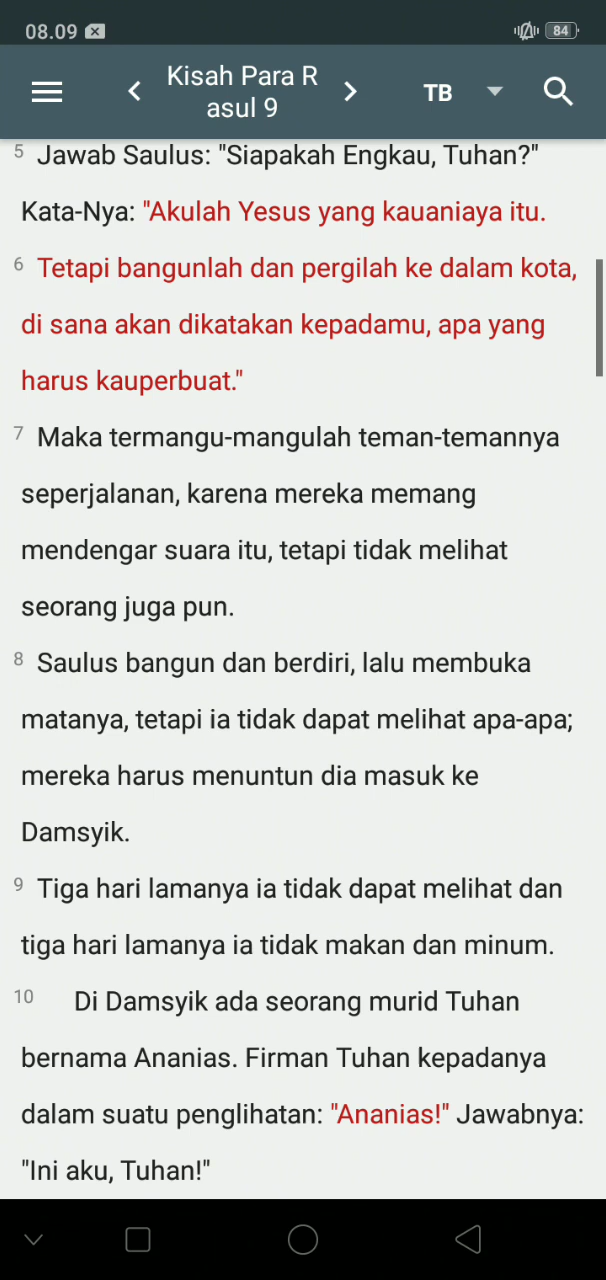 08.09
84
Kisah Para R
asul 9
TB
5 Jawab Saulus: "Siapakah Engkau, Tuhan?"
Kata-Nya: "Akulah Yesus yang kauaniaya itu.
6 Tetapi bangunlah dan pergilah ke dalam kota,
di sana akan dikatakan kepadamu, apa yang
harus kauperbuat."
7 Maka termangu-mangulah teman-temannya
seperjalanan, karena mereka memang
mendengar suara itu, tetapi tidak melihat
seorang juga pun.
8 Saulus bangun dan berdiri, lalu membuka
matanya, tetapi ia tidak dapat melihat apa-apa;
mereka harus menuntun dia masuk ke
Damsyik.
9 Tiga hari lamanya ia tidak dapat melihat dan
tiga hari lamanya ia tidak makan dan minum.
10 Di Damsyik ada seorang murid Tuhan
bernama Ananias. Firman Tuhan kepadanya
dalam suatu penglihatan: "Ananias!" Jawabnya:
"Ini aku, Tuhan!"